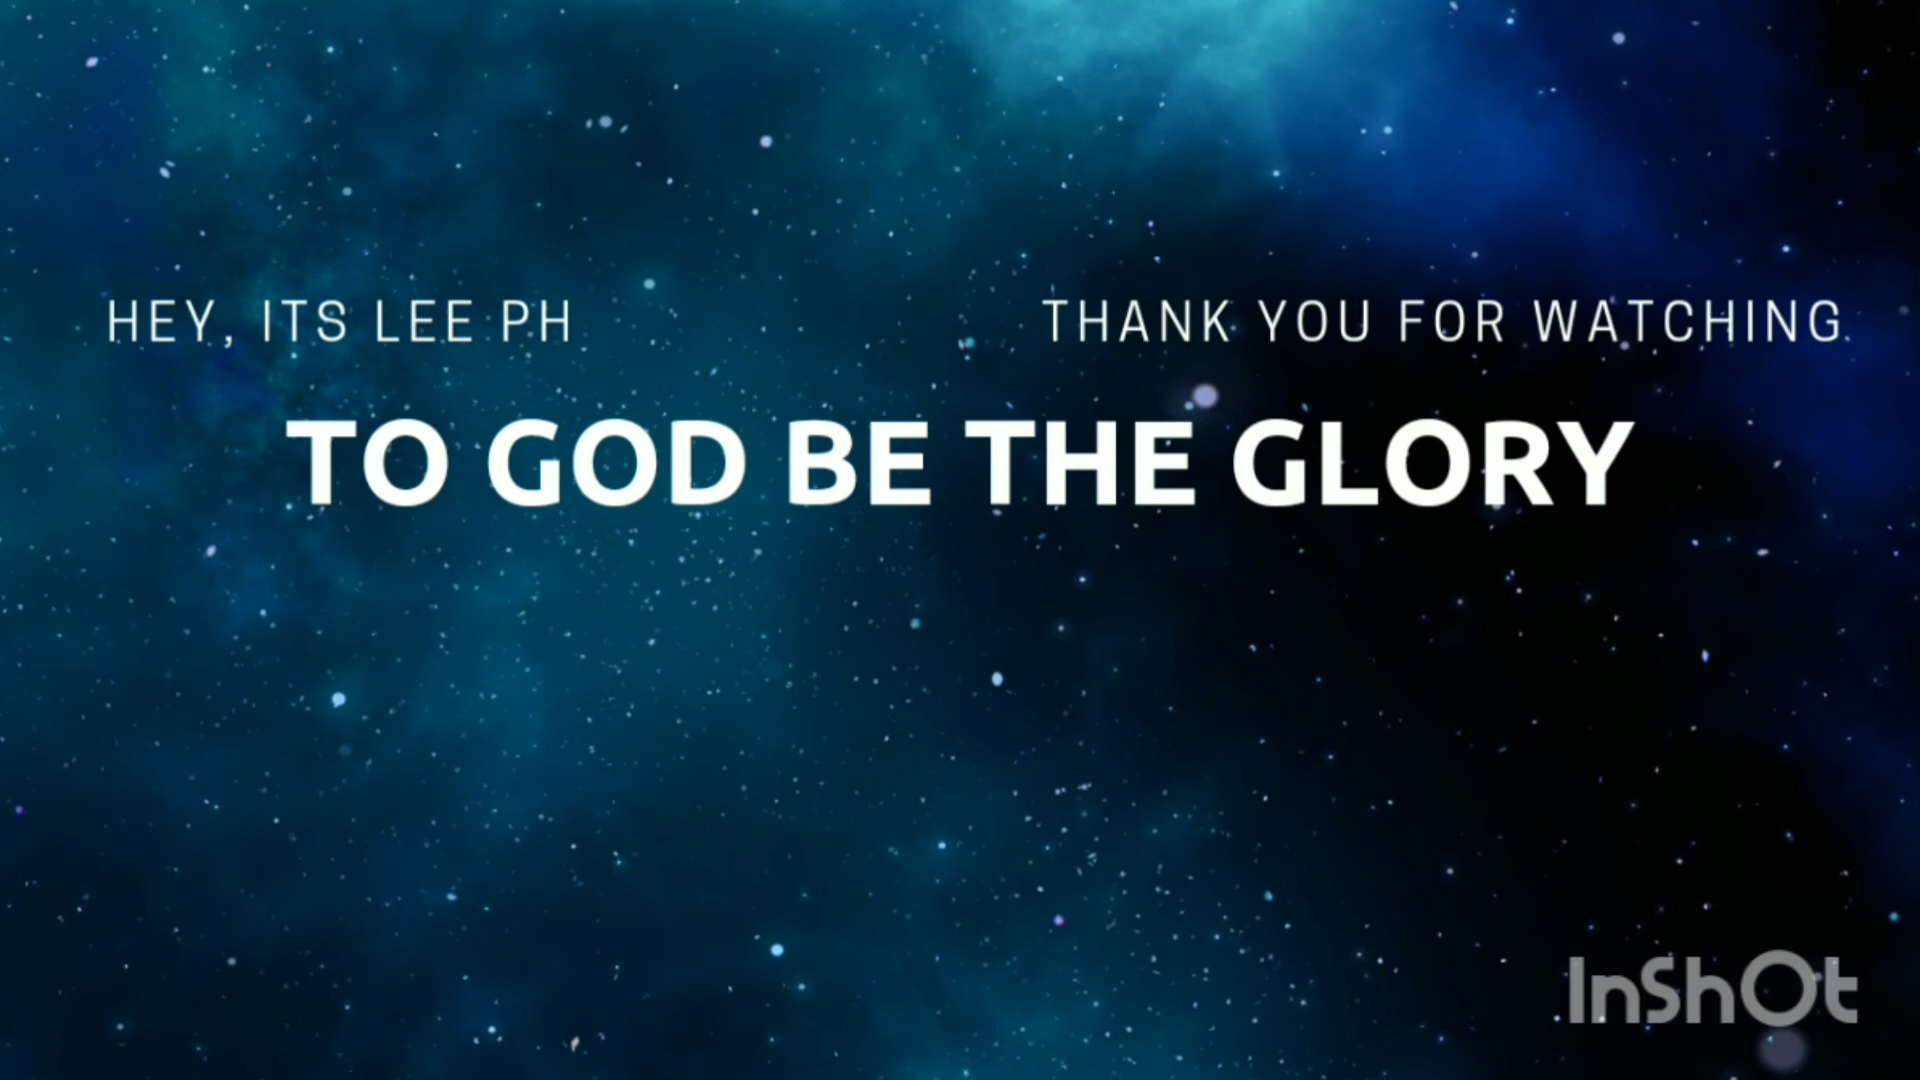 HEY, ITS LEE PH
THANK YOU FOR WATCHING
TO GOD BE THE GLORY
InShOt